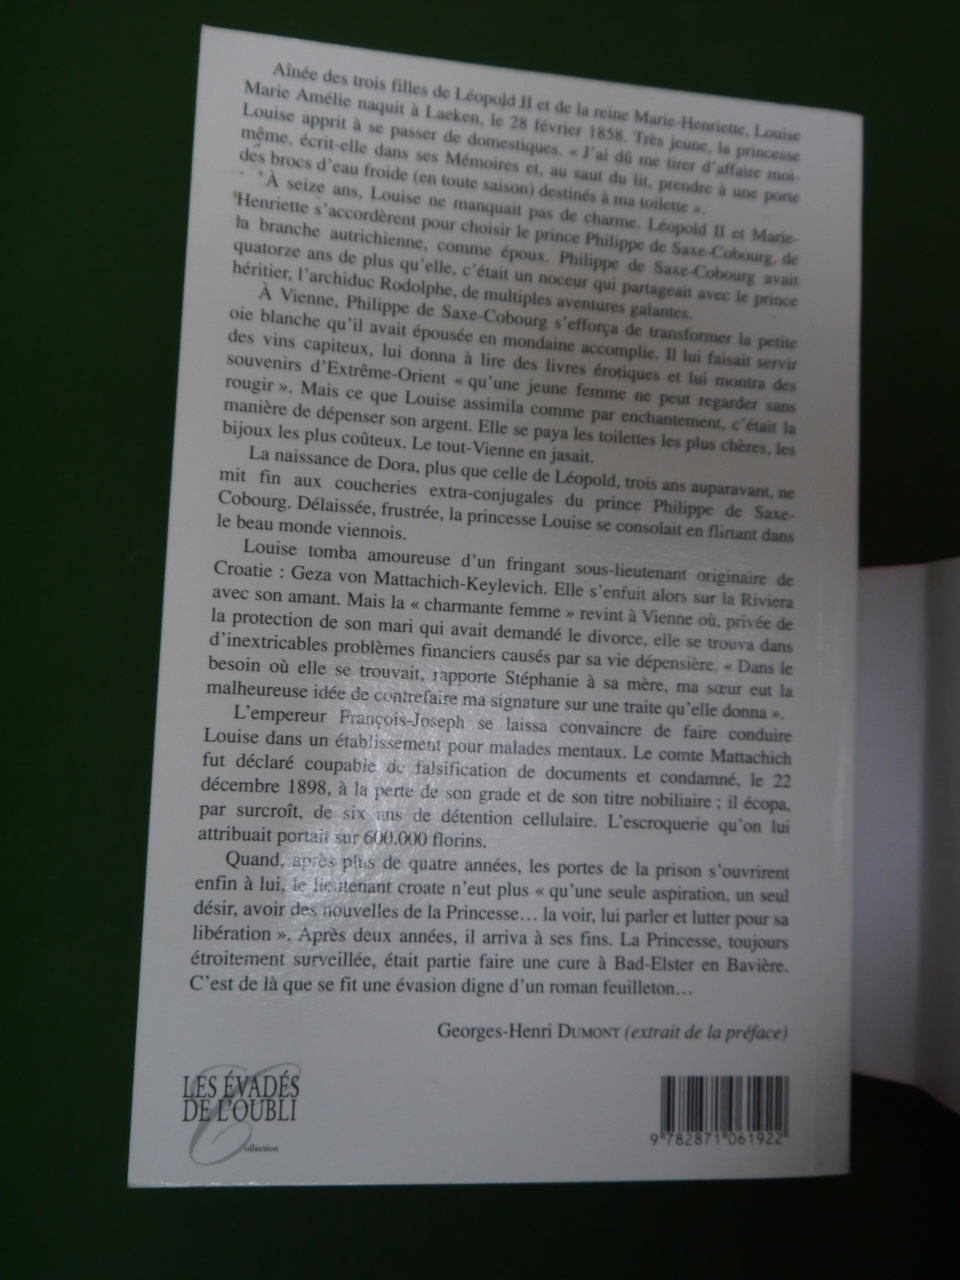 Aînée des trois filles de Léopold II et de la reine Marie-Henriette, Louise
Marie Amélie naquit à Laeken, le 28 février 1858. Très jeune, la princesse
Louise apprit à se passer de domestiques. « J'ai dû me tirer d'affaire moi-
même, écrit-elle dans ses Mémoires et, au saut du lit, prendre à une porte
des brocs d'eau froide (en toute saison) destinés à ma toilette ».
À seize ans, Louise ne manquait pas de charme. Léopold II et Marie-
Henriette s'accordèrent pour choisir le prince Philippe de Saxe-Cobourg, de
la branche autrichienne, comme époux. Philippe de Saxe-Cobourg avait
quatorze ans de plus qu'elle, c'était un noceur qui partageait avec le prince
héritier, l'archiduc Rodolphe, de multiples aventures galantes.
À Vienne, Philippe de Saxe-Cobourg s'efforça de transformer la petite
oie blanche qu'il avait épousée en mondaine accomplie. Il lui faisait servir
des vins capiteux, lui donna à lire des livres érotiques et lui montra des
souvenirs d'Extrême-Orient « qu'une jeune femme ne peut regarder sans
rougir ». Mais ce que Louise assimila comme par enchantement, c'était la
manière de dépenser son argent. Elle se paya les toilettes les plus chères, les
bijoux les plus coûteux. Le tout-Vienne en jasait.
La naissance de Dora, plus que celle de Léopold, trois ans auparavant, ne
mit fin aux coucheries extra-conjugales du prince Philippe de Saxe-
Cobourg. Délaissée, frustrée, la princesse Louise se consolait en flirtant dans
le beau monde viennois.
Louise tomba amoureuse d'un fringant sous-lieutenant originaire de
Croatie : Geza von Mattachich-Keylevich. Elle s'enfuit alors sur la Riviera
avec son amant. Mais la « charmante femme » revint à Vienne où, privée de
la protection de son mari qui avait demandé le divorce, elle se trouva dans
d'inextricables problèmes financiers causés par sa vie dépensière. « Dans le
besoin où elle se trouvait, rapporte Stéphanie à sa mère, ma sœur eut la
malheureuse idée de contrefaire ma signature sur une traite qu'elle donna ».
L'empereur François-Joseph se laissa convaincre de faire conduire
Louise dans un établissement pour malades mentaux. Le comte Mattachich
fut déclaré coupable de falsification de documents et condamné, le 22
décembre 1898, à la perte de son grade et de son titre nobiliaire ; il écopa,
par surcroît, de six ans de détention cellulaire. L'escroquerie qu'on lui
attribuait portait sur 600.000 florins.
Quand, après plus de quatre années, les portes de la prison s'ouvrirent
enfin à lui, le lieutenant croate n'eut plus « qu'une seule aspiration, un seul
désir, avoir des nouvelles de la Princesse... la voir, lui parler et lutter pour sa
libération ». Après deux années, il arriva à ses fins. La Princesse, toujours
étroitement surveillée, était partie faire une cure à Bad-Elster en Bavière.
C'est de là que se fit une évasion digne d'un roman feuilleton...
Georges-Henri DUMONT (extrait de la préface)
LES ÉVADÉS
DE L'OUBLI
Collection
9 782871 061922